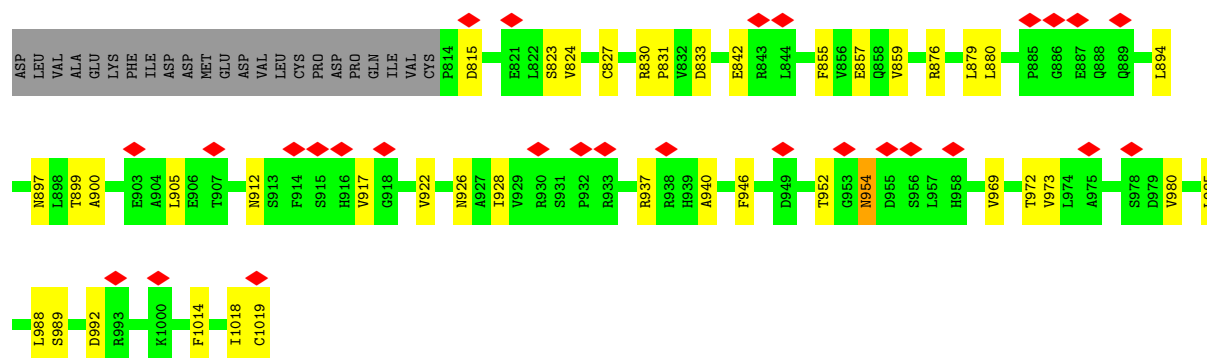 ASP LEU VAL ALA GLU LYS PHE ILE ASP ASP MET GLU ASP VAL LEU CYS PRO ASP PRO GLN ILE VAL CYS P814 D815 E821 L822 S823 V824 C827 R830 P831 V832 D833 E842 R843 L844 F855 V856 E857 Q858 V859 R876 L879 L880 P885 G886 E887 Q888 Q889 L894
N897 L898 T899 A900 E903 A904 L905 E906 T907 N912 S913 F914 S915 H916 V917 G918 V922 N926 A927 I928 V929 R930 S931 P932 R933 R937 R938 H939 A940 F946 D949 T952 G953 N954 D955 S956 L957 H958 V969 T972 V973 L974 A975 S978 D979 V980
L988 S989 D992 R993 K1000 F1014 I1018 C1019